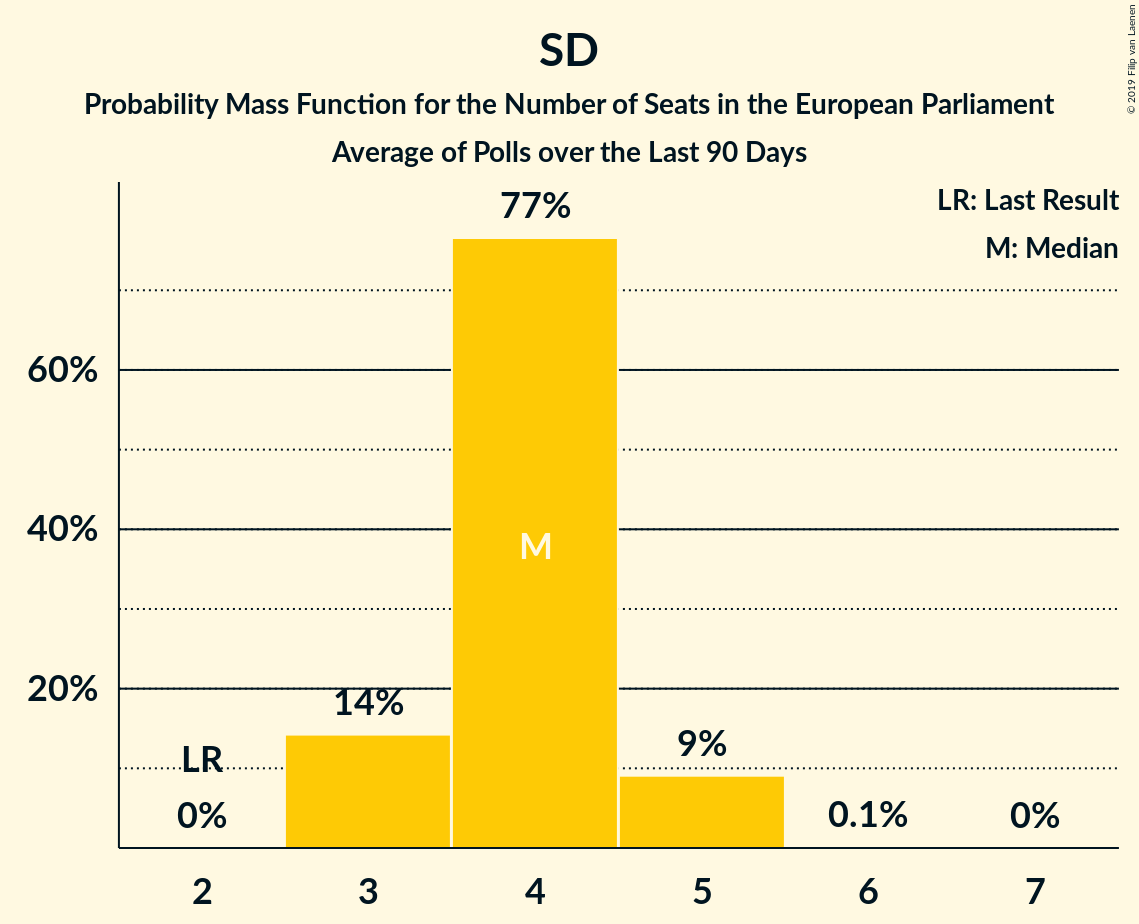 SD
Probability Mass Function for the Number of Seats in the European Parliament
Average of Polls over the Last 90 Days
© 2019 Filip van Laenen
LR: Last Result
M: Median
77%
60%
40%
20%
M
14%
9%
LR
0%
0.1%
0%
2 3 4 5 6 7